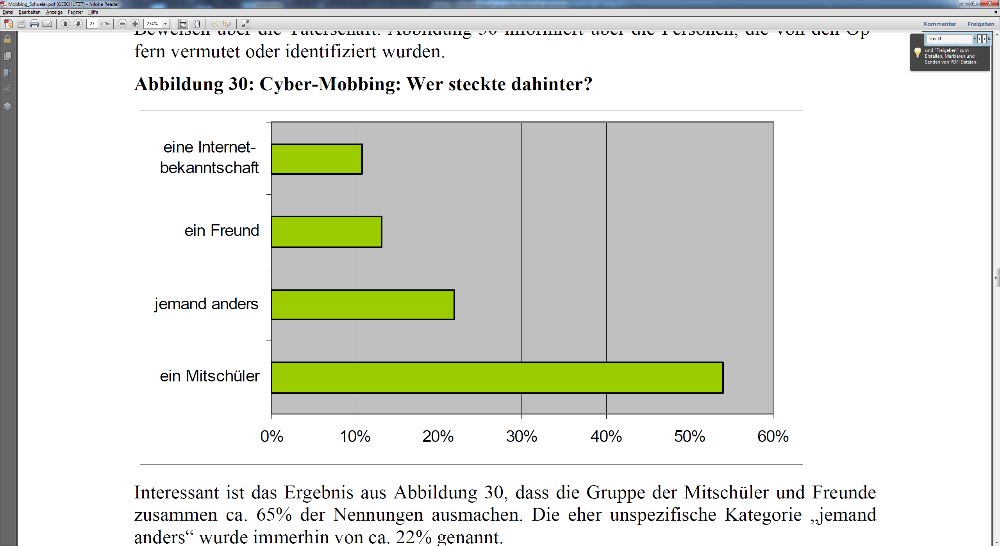 Mobbing_Schueler.pdf (GESCHÜTZT) - Adobe Reader
Datei Bearbeiten Anzeige Fenster Hilfe
27 / 56 274% Kommentar Freigeben
steckt
Verwenden Sie "Kommentar"
und "Freigeben" zum
Erstellen, Markieren und
Senden von PDF-Dateien.
Beweisen über die Täterschaft. Abbildung 30 informiert über die Personen, die von den Op-
fern vermutet oder identifiziert wurden.
Abbildung 30: Cyber-Mobbing: Wer steckte dahinter?
eine Internet-
bekanntschaft
ein Freund
jemand anders
ein Mitschüler
0% 10% 20% 30% 40% 50% 60%
Interessant ist das Ergebnis aus Abbildung 30, dass die Gruppe der Mitschüler und Freunde
zusammen ca. 65% der Nennungen ausmachen. Die eher unspezifische Kategorie „jemand
anders“ wurde immerhin von ca. 22% genannt.